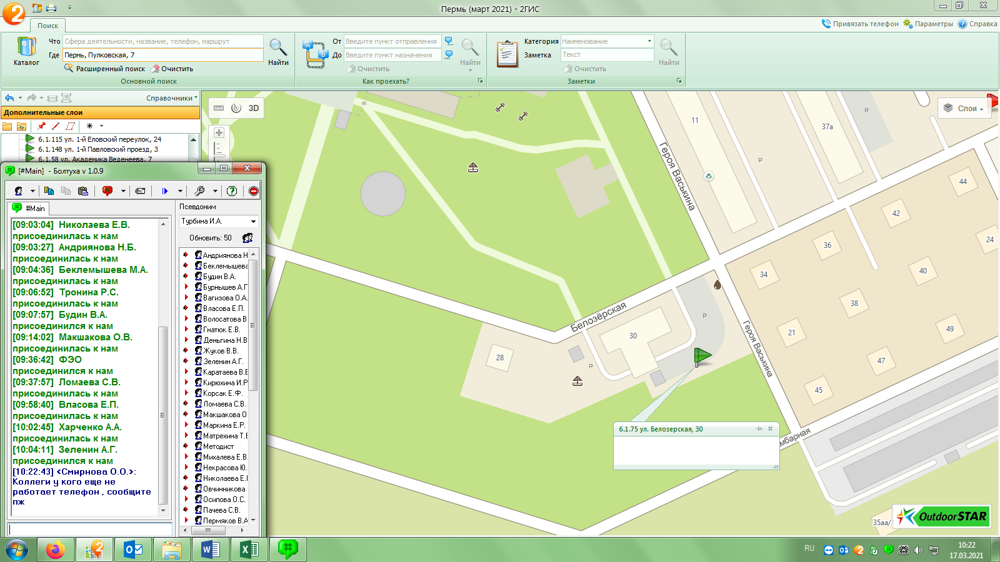 Пермь (март 2021) - 2ГИС
Поиск
Привязать телефон
Параметры
Справка
Каталог
Что
Сфера деятельности, название, телефон, маршрут
Где
Пермь, Пулковская, 7
Расширенный поиск
Очистить
Найти
Основной поиск
От
Введите пункт отправления
До
Введите пункт назначения
Очистить
Найти
Как проехать?
Категория
Наименование
Заметка
Текст
Очистить
Найти
Заметки
Справочники
Дополнительные слои
6.1.115 ул. 1-й Еловский переулок, 24
6.1.148 ул. 1-й Павловский проезд, 3
6.1.58 ул. Академика Веденеева, 7
3D
Слои
[#Main] - Болтуха v 1.0.9
#Main
[09:03:04] Николаева Е.В.
присоединилась к нам
[09:03:27] Андриянова Н.Б.
присоединилась к нам
[09:04:36] Беклемышева М.А.
присоединилась к нам
[09:06:52] Тронина Р.С.
присоединилась к нам
[09:07:57] Будин В.А.
присоединился к нам
[09:14:02] Макшакова О.В.
присоединилась к нам
[09:36:42] ФЭО
присоединился к нам
[09:37:57] Ломаева С.В.
присоединилась к нам
[09:58:40] Власова Е.П.
присоединилась к нам
[10:02:45] Харченко А.А.
присоединилась к нам
[10:04:11] Зеленин А.Г.
присоединился к нам
[10:22:43] <Смирнова О.О.>:
Коллеги у кого еще не
работает телефон , сообщите
пж
Псевдоним
Турбина И.А.
Обновить: 50
Андриянова Н
Беклемышева
Будин В.А.
Бурнышев А.Г
Вагизова О.А.
Власова Е.П.
Волосатова В
Гнатюк Е.В.
Деньгина Н.В
Жуков В.В.
Зеленин А.Г.
Каратаева В.Е
Кирюхина И.Р
Корсак Е.Ф.
Ломаева С.В.
Макшакова О
Маркина Е.Р.
Матрехина Т.Е
Методист
Михалева Е.В
Некрасова Ю.
Николаева Е.
Овчинникова
Осипова О.С.
Пачева С.В.
Пермяков В.А
11
37а
P
P
Героя Васькина
44
42
36
24
34
40
38
21
49
47
45
Белозёрская
P
30
28
P
Героя Васькина
6.1.75 ул. Белозерская, 30
мбарная
35аа/
OutdoorSTAR
RU
10:22
17.03.2021